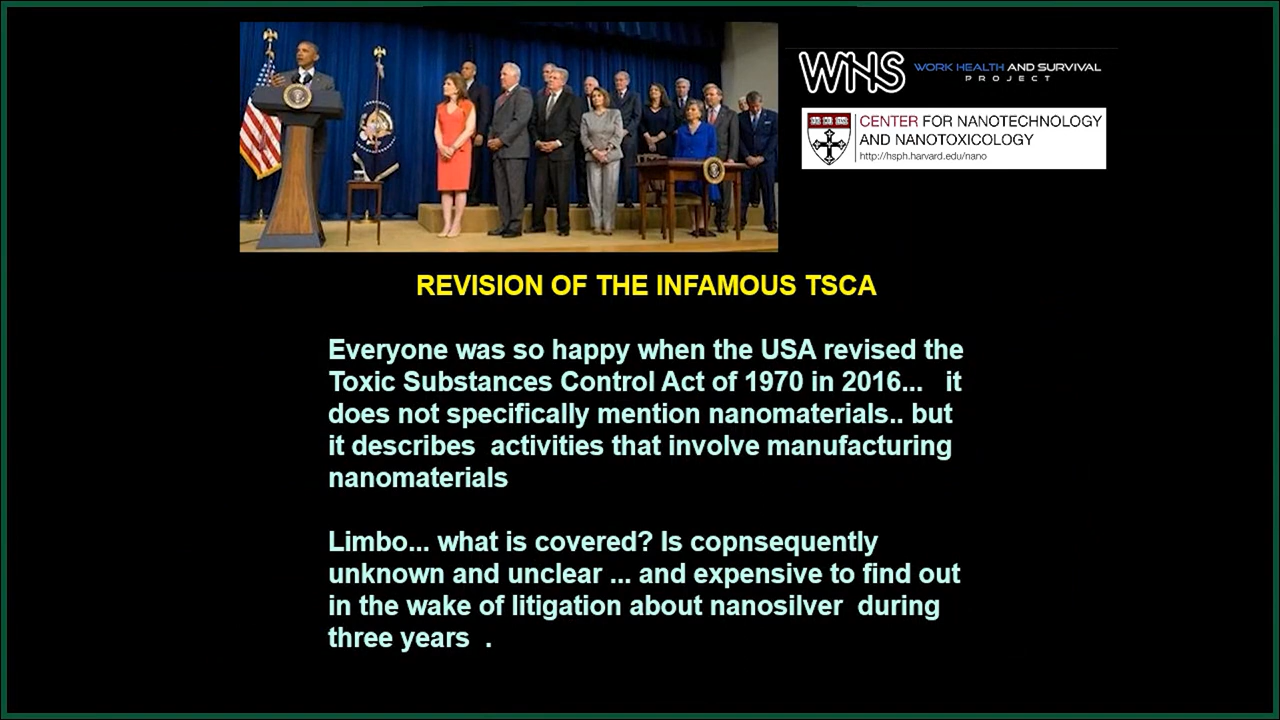 WHS
WORK HEALTH AND SURVIVAL
PROJECT
CENTER FOR NANOTECHNOLOGY
AND NANOTOXICOLOGY
http://hsph.harvard.edu/nano
REVISION OF THE INFAMOUS TSCA
Everyone was so happy when the USA revised the
Toxic Substances Control Act of 1970 in 2016... it
does not specifically mention nanomaterials.. but
it describes activities that involve manufacturing
nanomaterials
Limbo... what is covered? Is copnsequently
unknown and unclear ... and expensive to find out
in the wake of litigation about nanosilver during
three years .